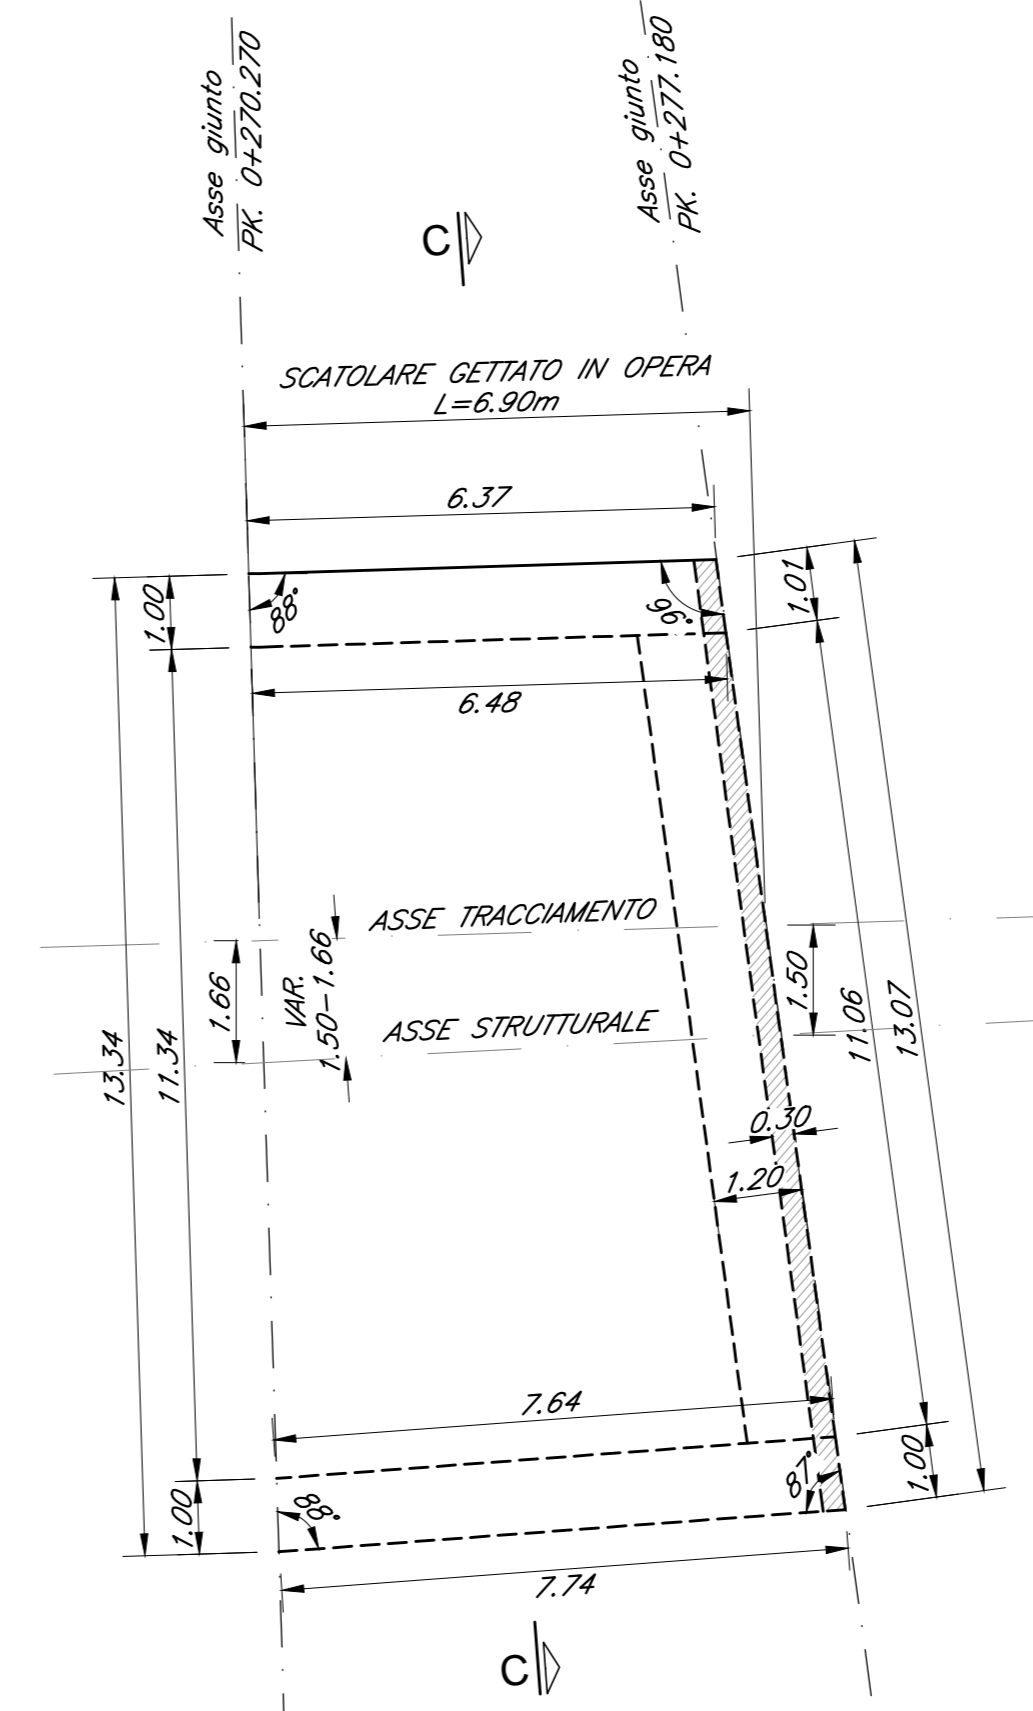 Asse giunto
PK. 0+270.270
Asse giunto
PK. 0+277.180
C
SCATOLARE GETTATO IN OPERA
L=6.90m
6.37
1.00
88°
96°
1.01
6.48
ASSE TRACCIAMENTO
1.66
VAR.
1.50-1.66
1.50
ASSE STRUTTURALE
13.34
11.34
11.06
13.07
0.30
1.20
7.64
1.00
88°
87°
1.00
7.74
C